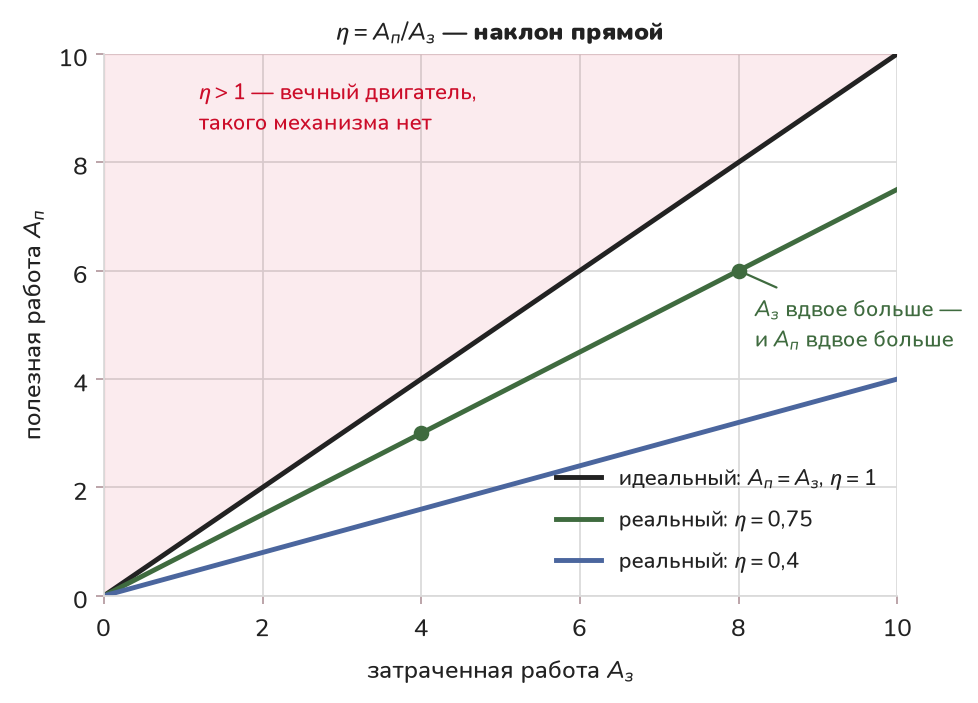 η = Aп/Aз — наклон прямой
η > 1 — вечный двигатель,
такого механизма нет
Aз вдвое больше —
и Aп вдвое больше
идеальный: Aп = Aз, η = 1
реальный: η = 0,75
реальный: η = 0,4
полезная работа Aп
10
8
6
4
2
0
0 2 4 6 8 10
затраченная работа Aз